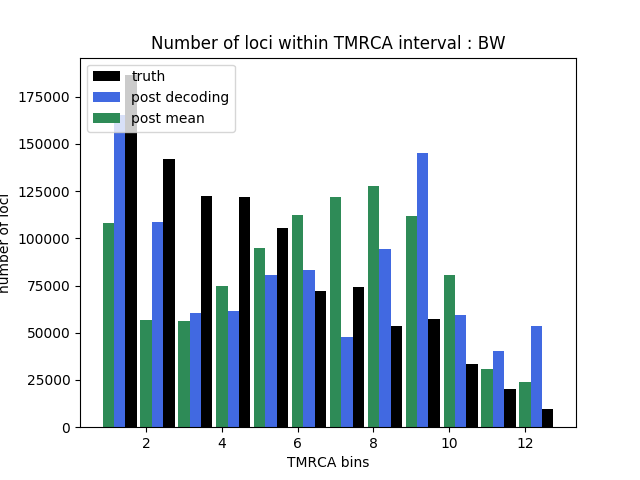 Number of loci within TMRCA interval : BW
truth
post decoding
post mean
number of loci
175000
150000
125000
100000
75000
50000
25000
0
2
4
6
8
10
12
TMRCA bins